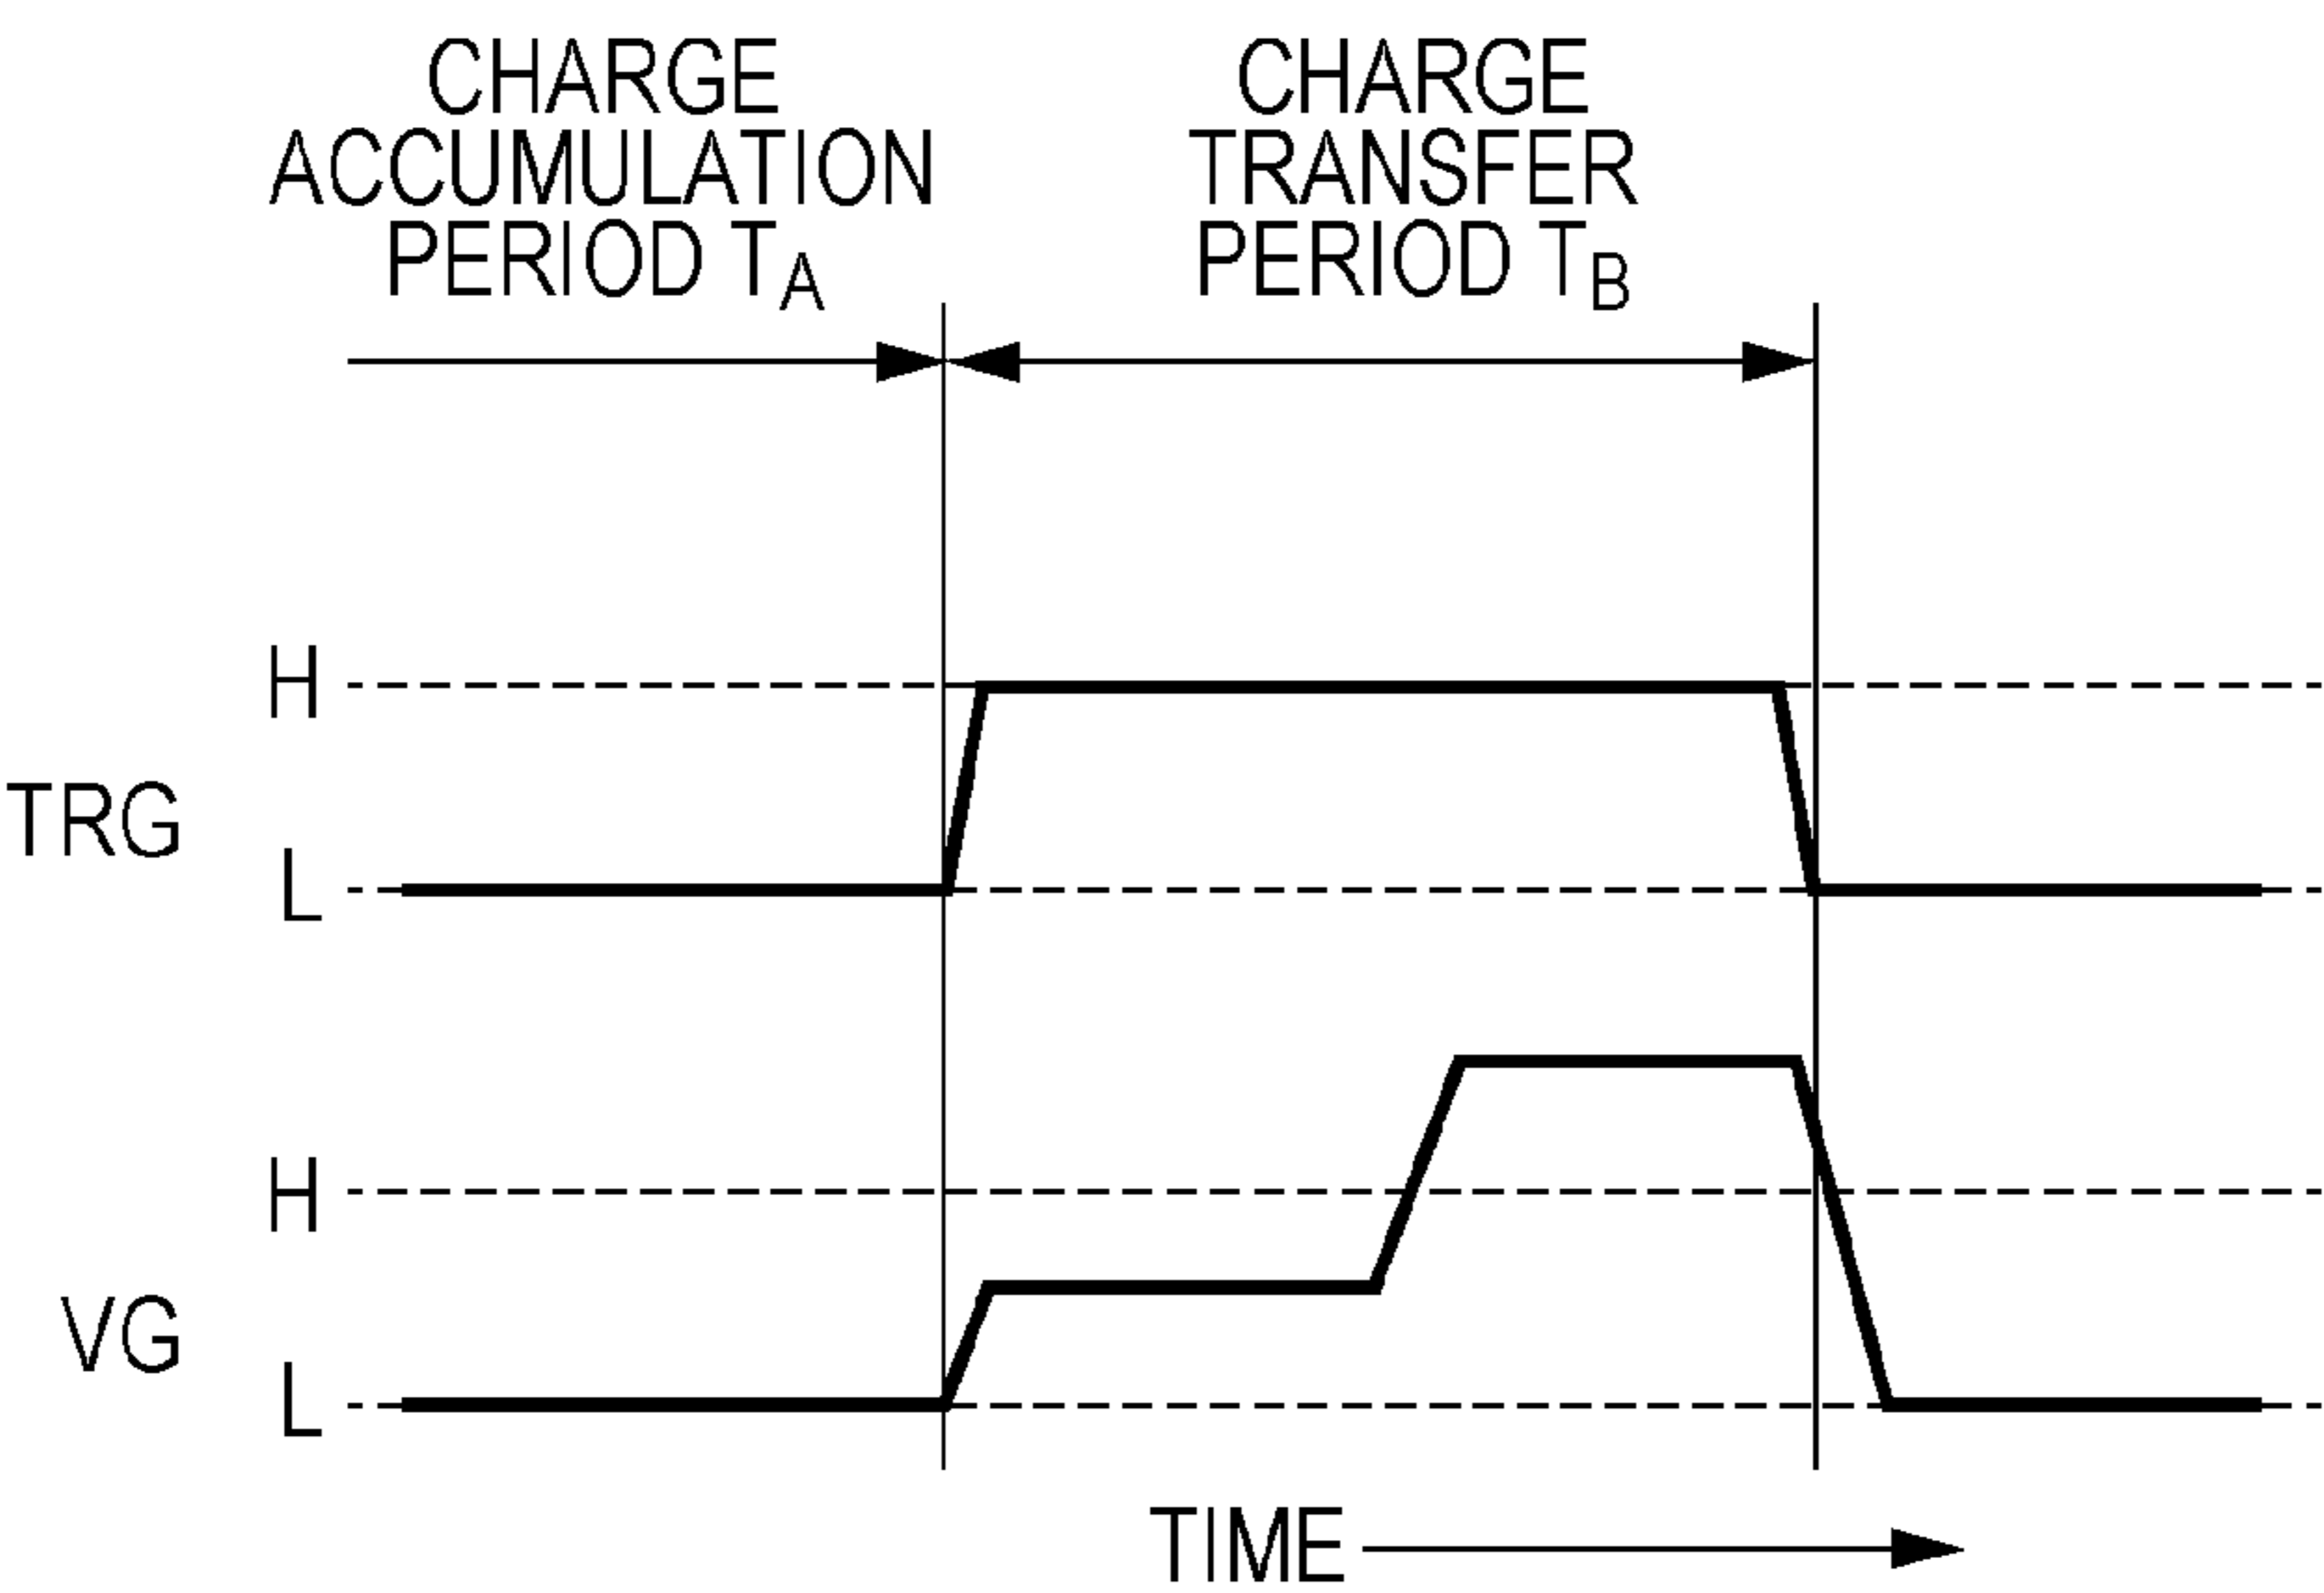 CHARGE
ACCUMULATION
PERIOD TA
CHARGE
TRANSFER
PERIOD TB
H
TRG
L
H
VG
L
TIME